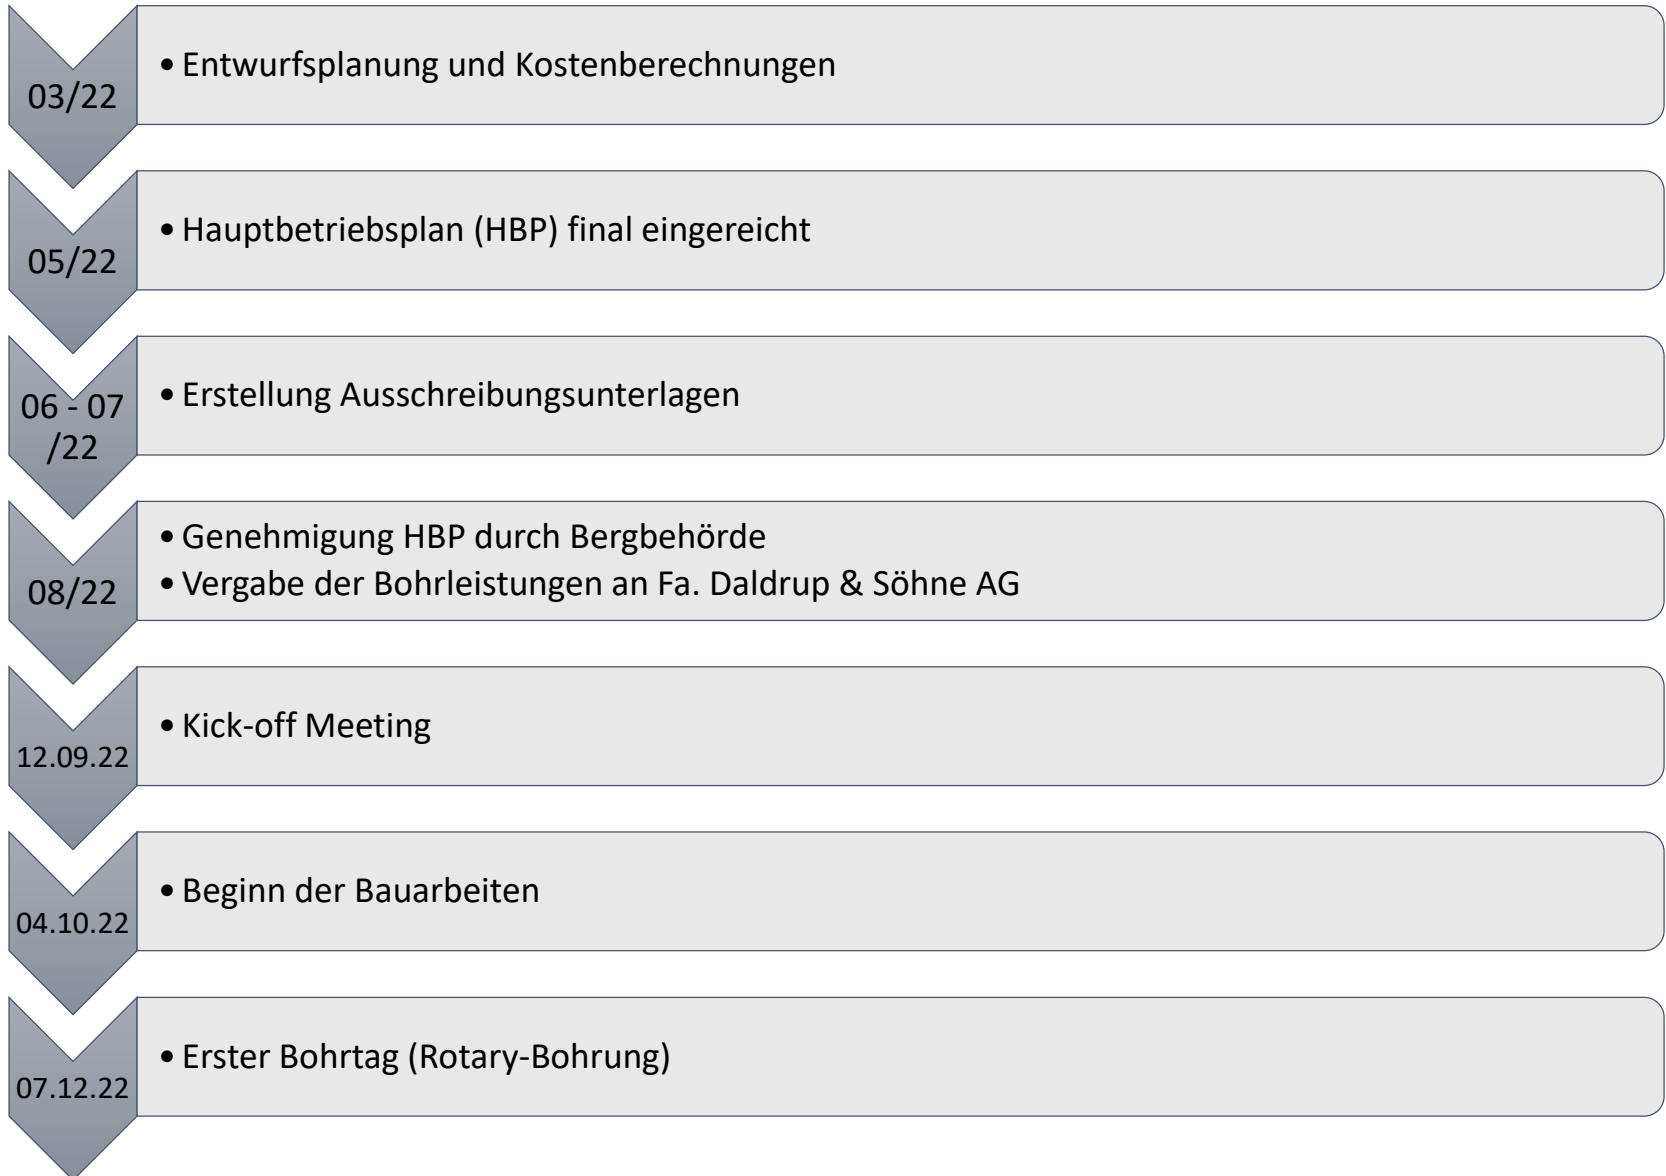 03/22
• Entwurfsplanung und Kostenberechnungen
05/22
• Hauptbetriebsplan (HBP) final eingereicht
06 - 07
/22
• Erstellung Ausschreibungsunterlagen
08/22
• Genehmigung HBP durch Bergbehörde
• Vergabe der Bohrleistungen an Fa. Daldrup & Söhne AG
12.09.22
• Kick-off Meeting
04.10.22
• Beginn der Bauarbeiten
07.12.22
• Erster Bohrtag (Rotary-Bohrung)